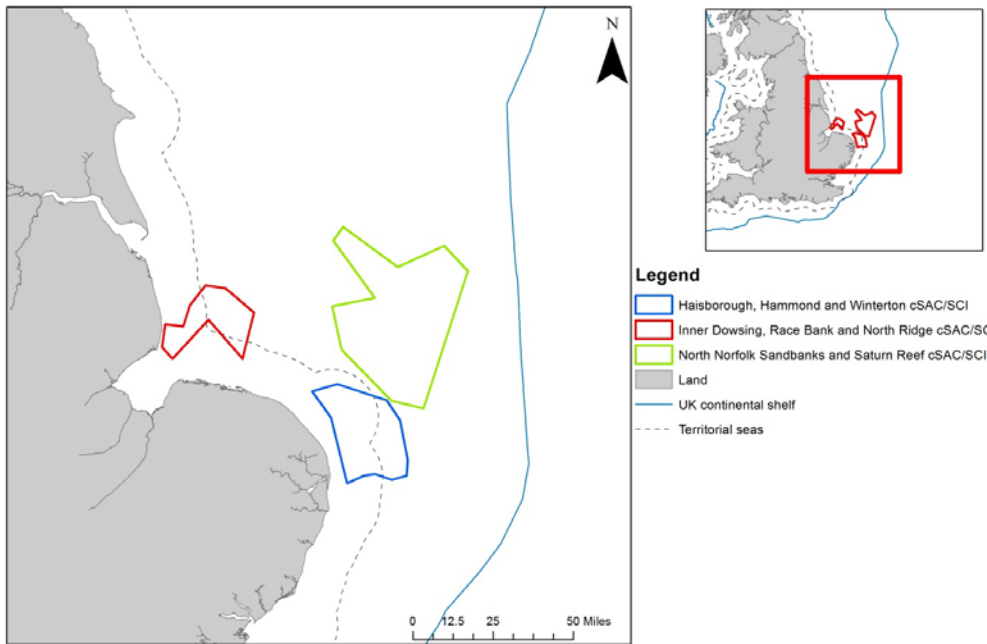 N
Legend
Haisborough, Hammond and Winterton cSAC/SCI
Inner Dowsing, Race Bank and North Ridge cSAC/SC
North Norfolk Sandbanks and Saturn Reef cSAC/SCI
Land
UK continental shelf
Territorial seas
0 12.5 25 50 Miles